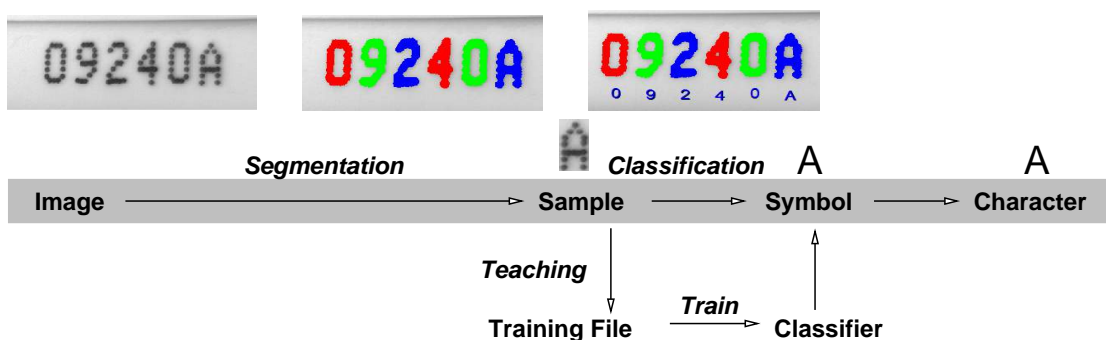 09240A 09240A 09240A
0 9 2 4 0 A
A A A
Segmentation Classification
Image Sample Symbol Character
Teaching
Train
Training File Classifier